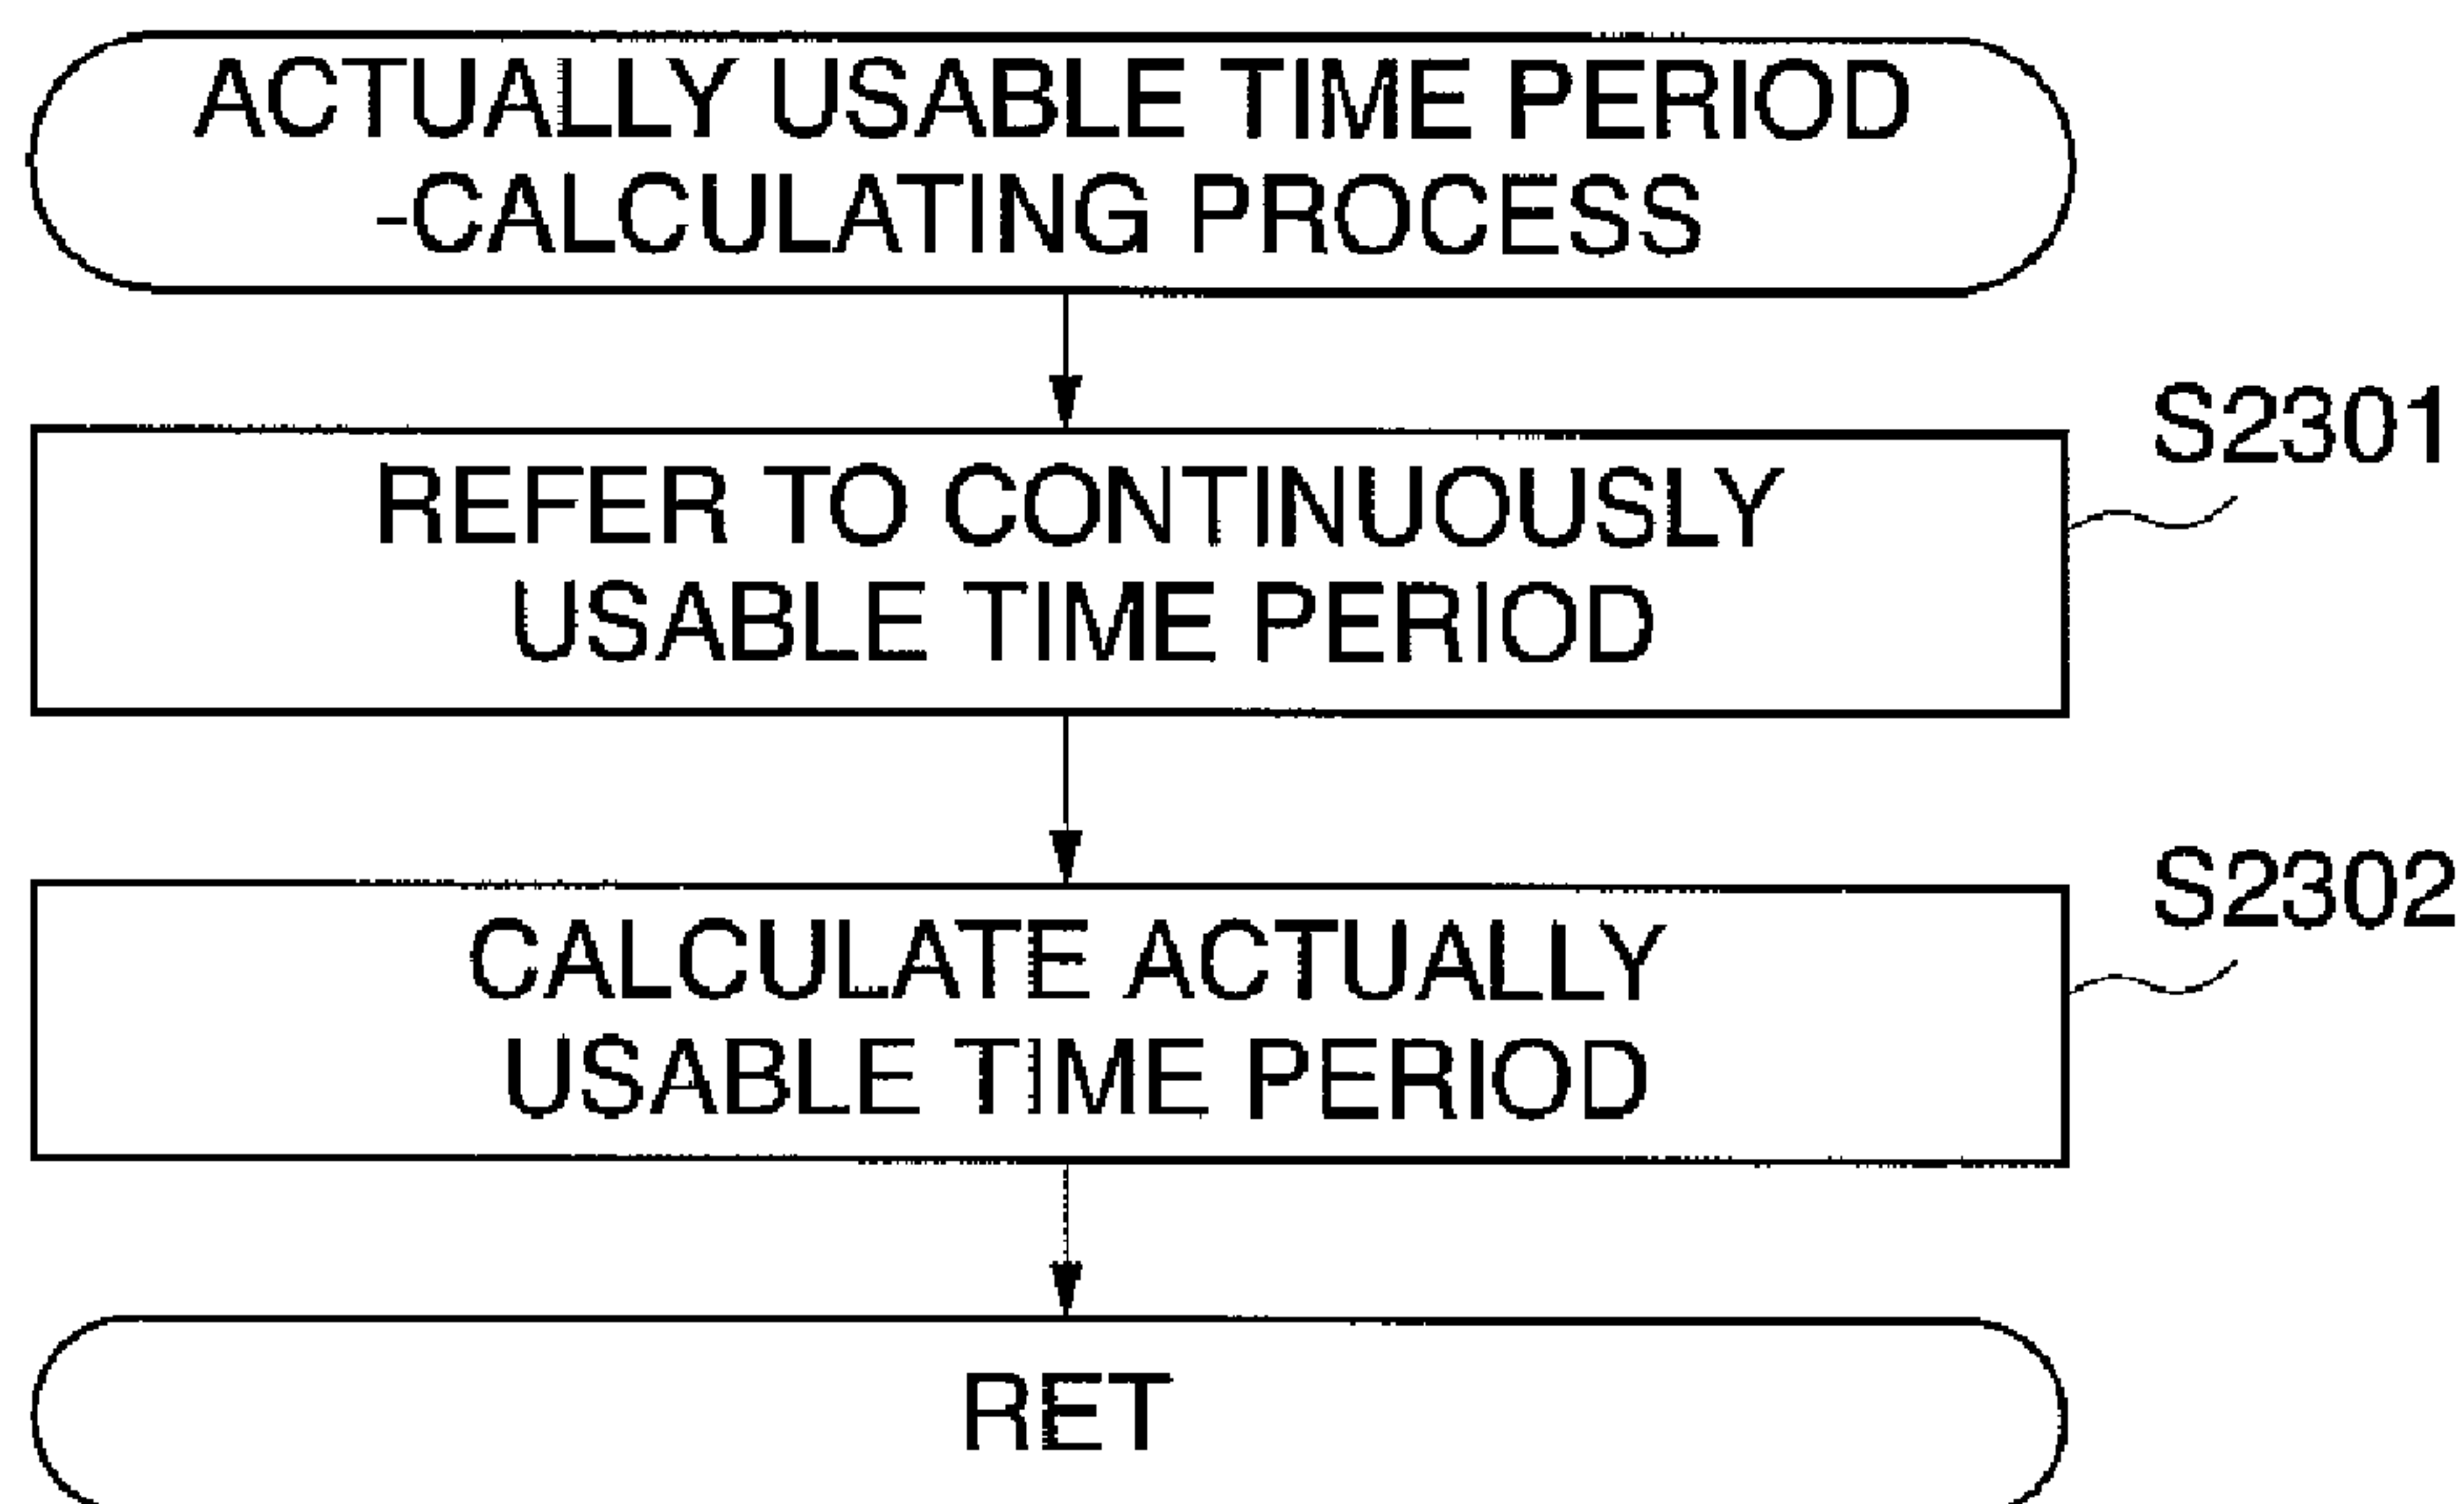 ACTUALLY USABLE TIME PERIOD
-CALCULATING PROCESS
S2301
REFER TO CONTINUOUSLY
USABLE TIME PERIOD
S2302
CALCULATE ACTUALLY
USABLE TIME PERIOD
RET